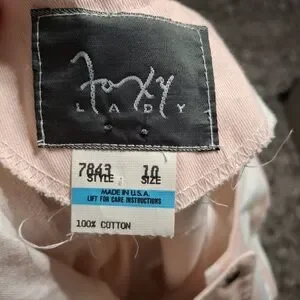 Foxy
LADY
7843 10
STYLE SIZE
MADE IN U.S.A.
LIFT FOR CARE INSTRUCTIONS
100% COTTON